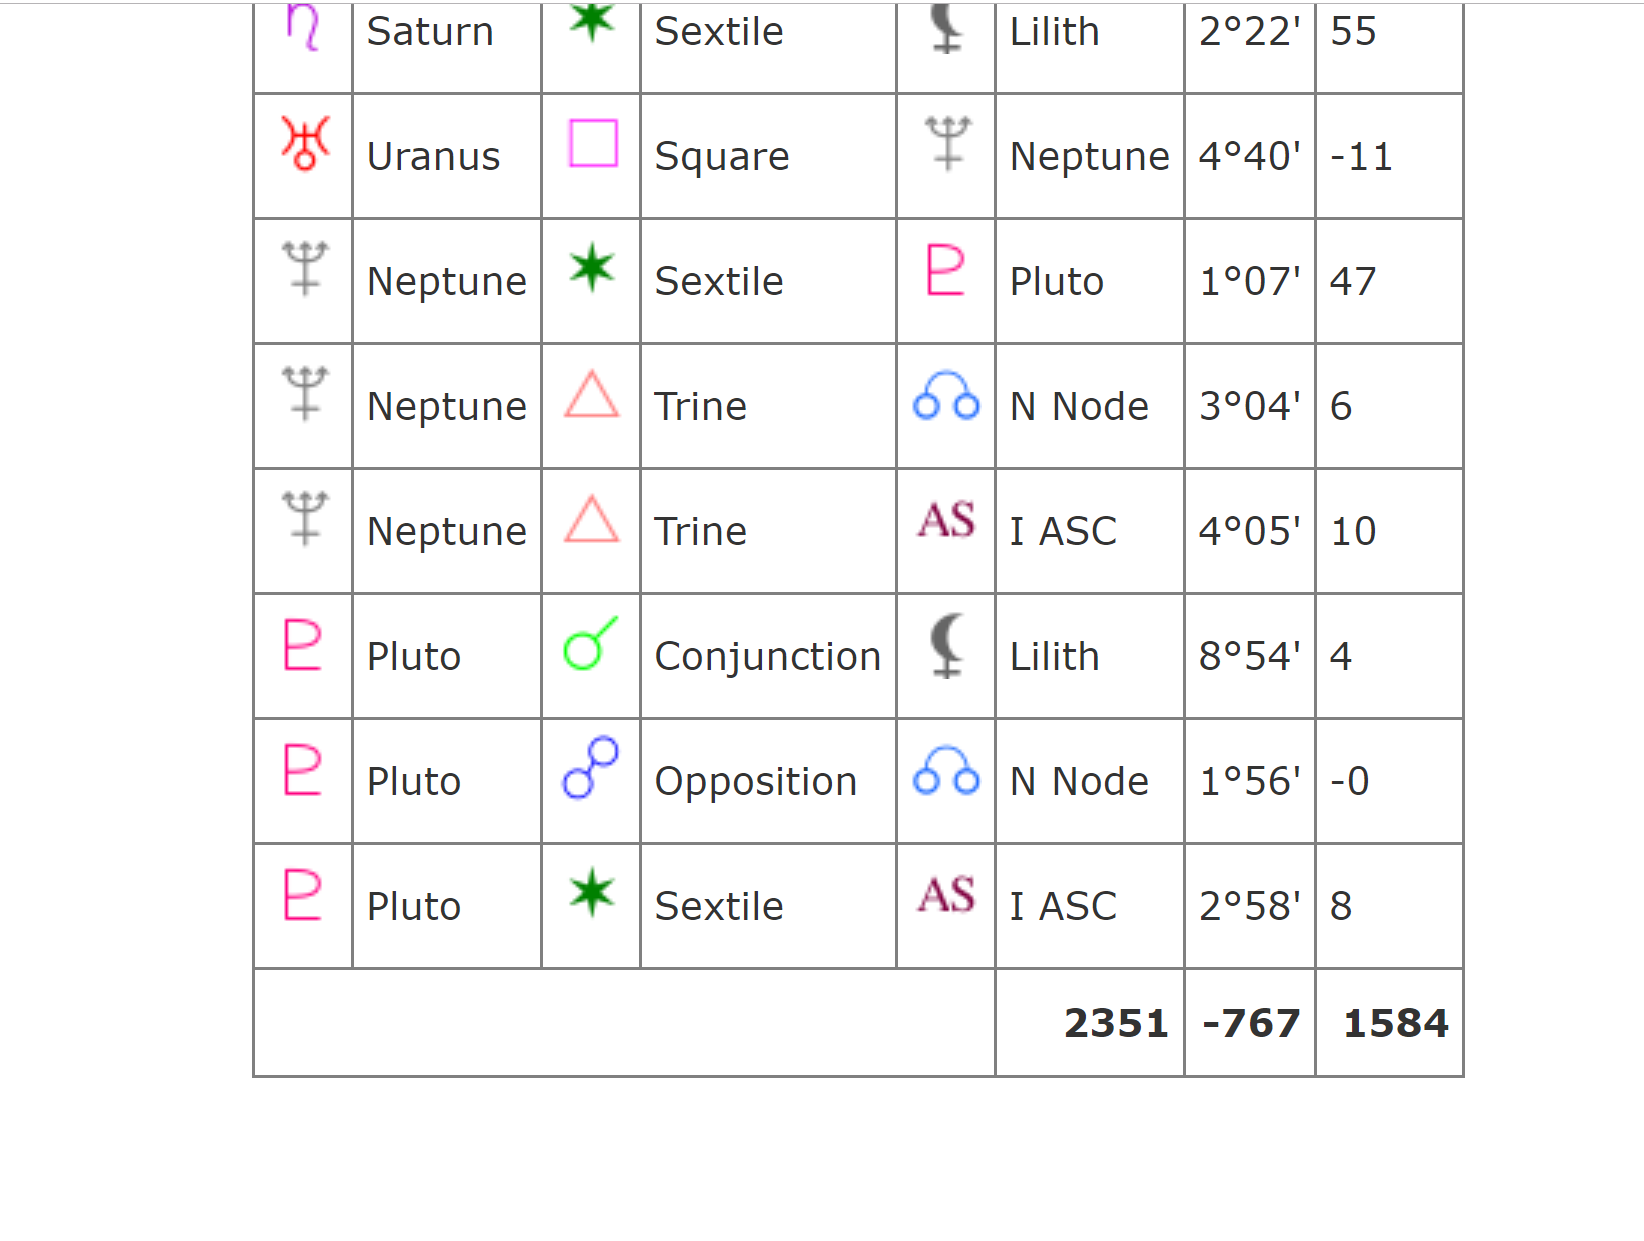 Saturn Sextile Lilith 2°22' 55
Uranus Square Neptune 4°40' -11
Neptune Sextile Pluto 1°07' 47
Neptune Trine N Node 3°04' 6
Neptune Trine AS I ASC 4°05' 10
Pluto Conjunction Lilith 8°54' 4
Pluto Opposition N Node 1°56' -0
Pluto Sextile AS I ASC 2°58' 8
2351 -767 1584